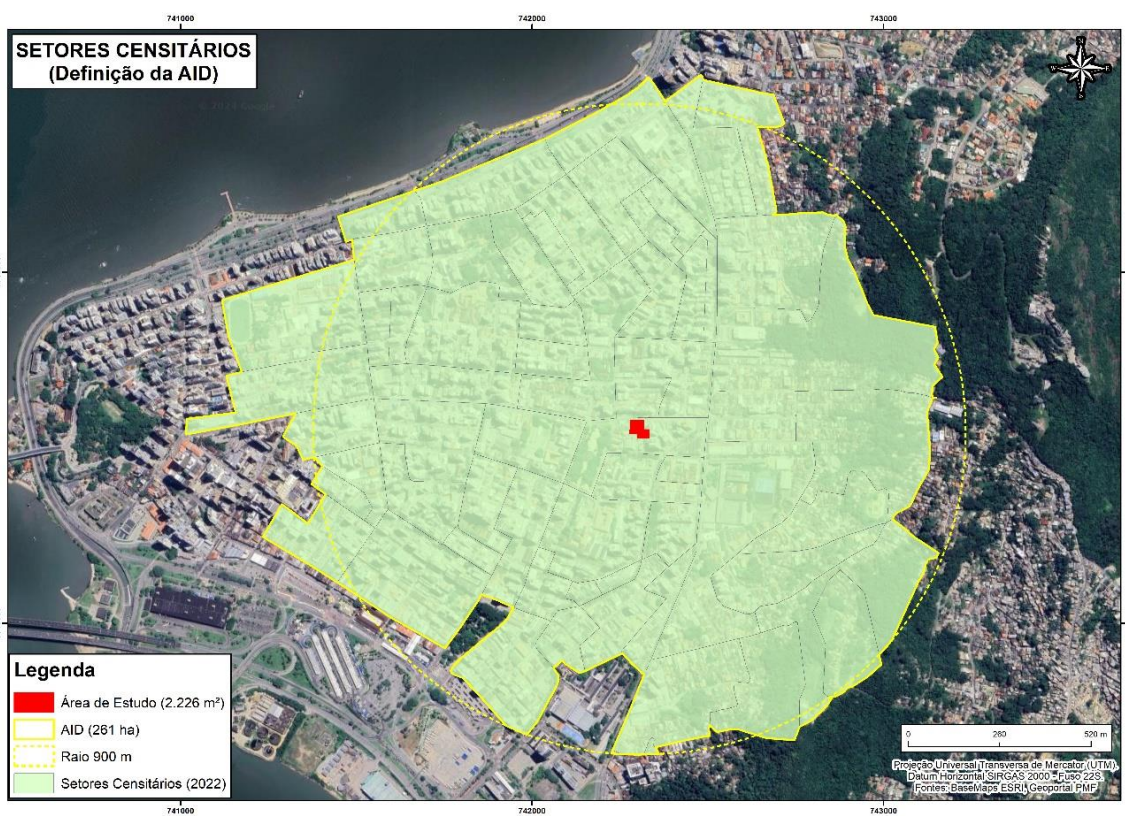 741000 742000 743000
SETORES CENSITÁRIOS
(Definição da AID)
© 2024 Google
N
W E
S
Legenda
Área de Estudo (2.226 m²)
AID (261 ha)
Raio 900 m
Setores Censitários (2022)
0 260 520 m
Projeção Universal Transversa de Mercator (UTM).
Datum Horizontal SIRGAS 2000 - Fuso 22S.
Fontes: BaseMaps ESRI, Geoportal PMF
741000 742000 743000